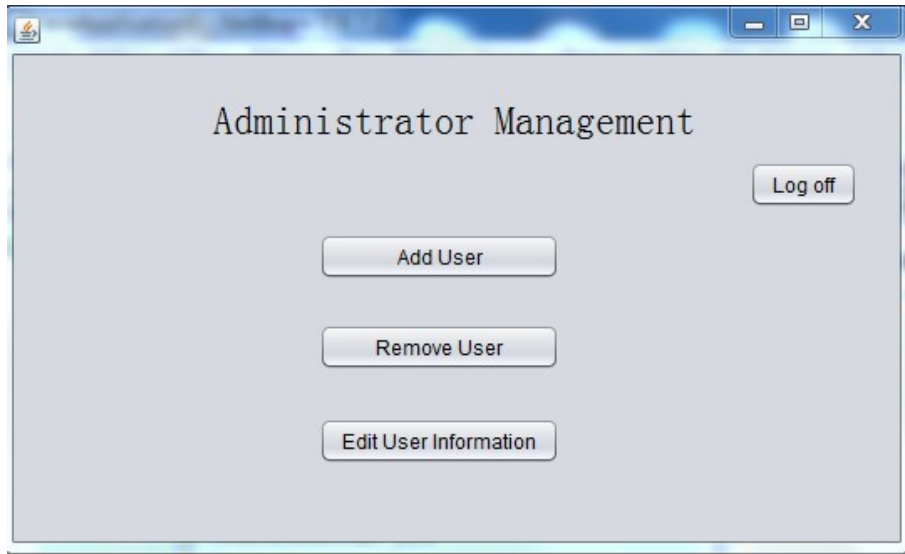 Administrator Management
Log off
Add User
Remove User
Edit User Information